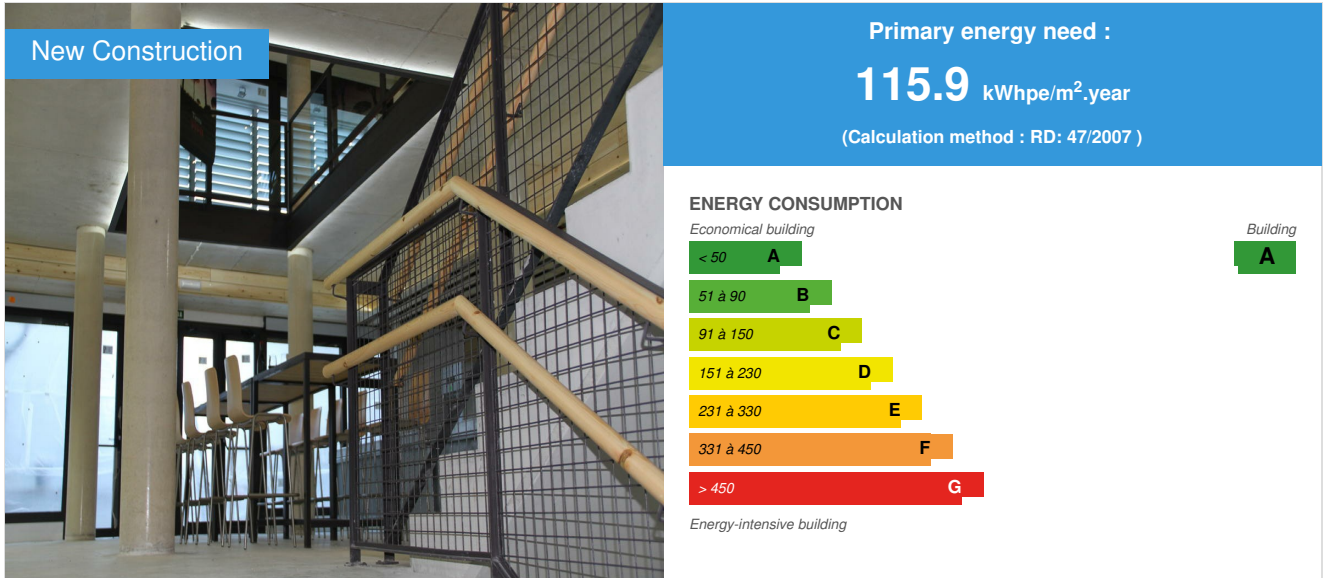 New Construction
Primary energy need :
115.9 kWhpe/m².year
(Calculation method : RD: 47/2007 )
ENERGY CONSUMPTION
Economical building
Building
< 50 A
A
51 à 90 B
91 à 150 C
151 à 230 D
231 à 330 E
331 à 450 F
> 450 G
Energy-intensive building